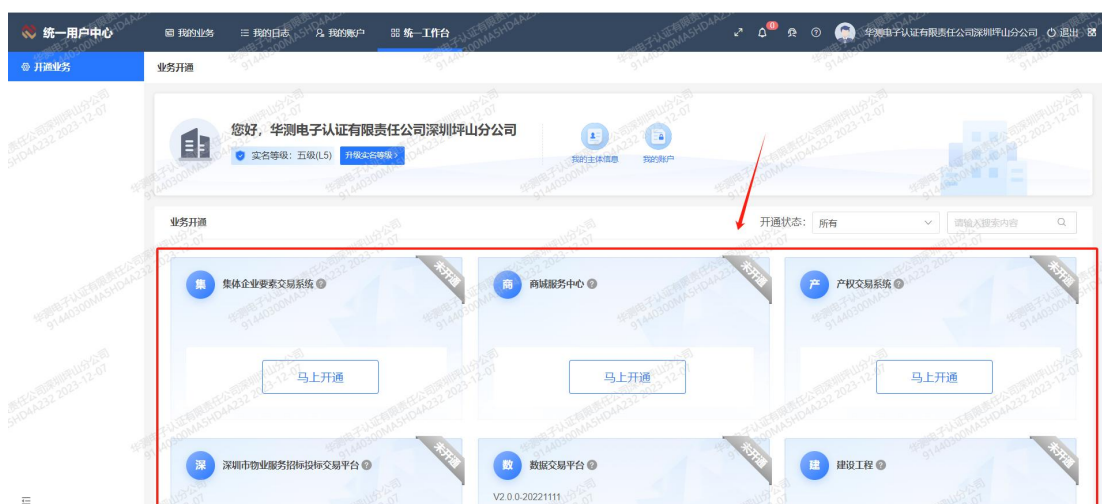 统一用户中心 我的业务 我的日志 我的账户 统一工作台 0 华测电子认证有限责任公司深圳坪山分公司 退出
开通业务 业务开通
您好，华测电子认证有限责任公司深圳坪山分公司
实名等级：五级(L5) 升级实名等级> 我的主体信息 我的账户
业务开通 开通状态： 所有 请输入搜索内容
集 集体企业要素交易系统 未开通 商 商城服务中心 未开通 产 产权交易系统 未开通
马上开通 马上开通 马上开通
深 深圳市物业服务招标投标交易平台 未开通 数 数据交易平台 未开通 建 建设工程 未开通
V2.0.0-20221111